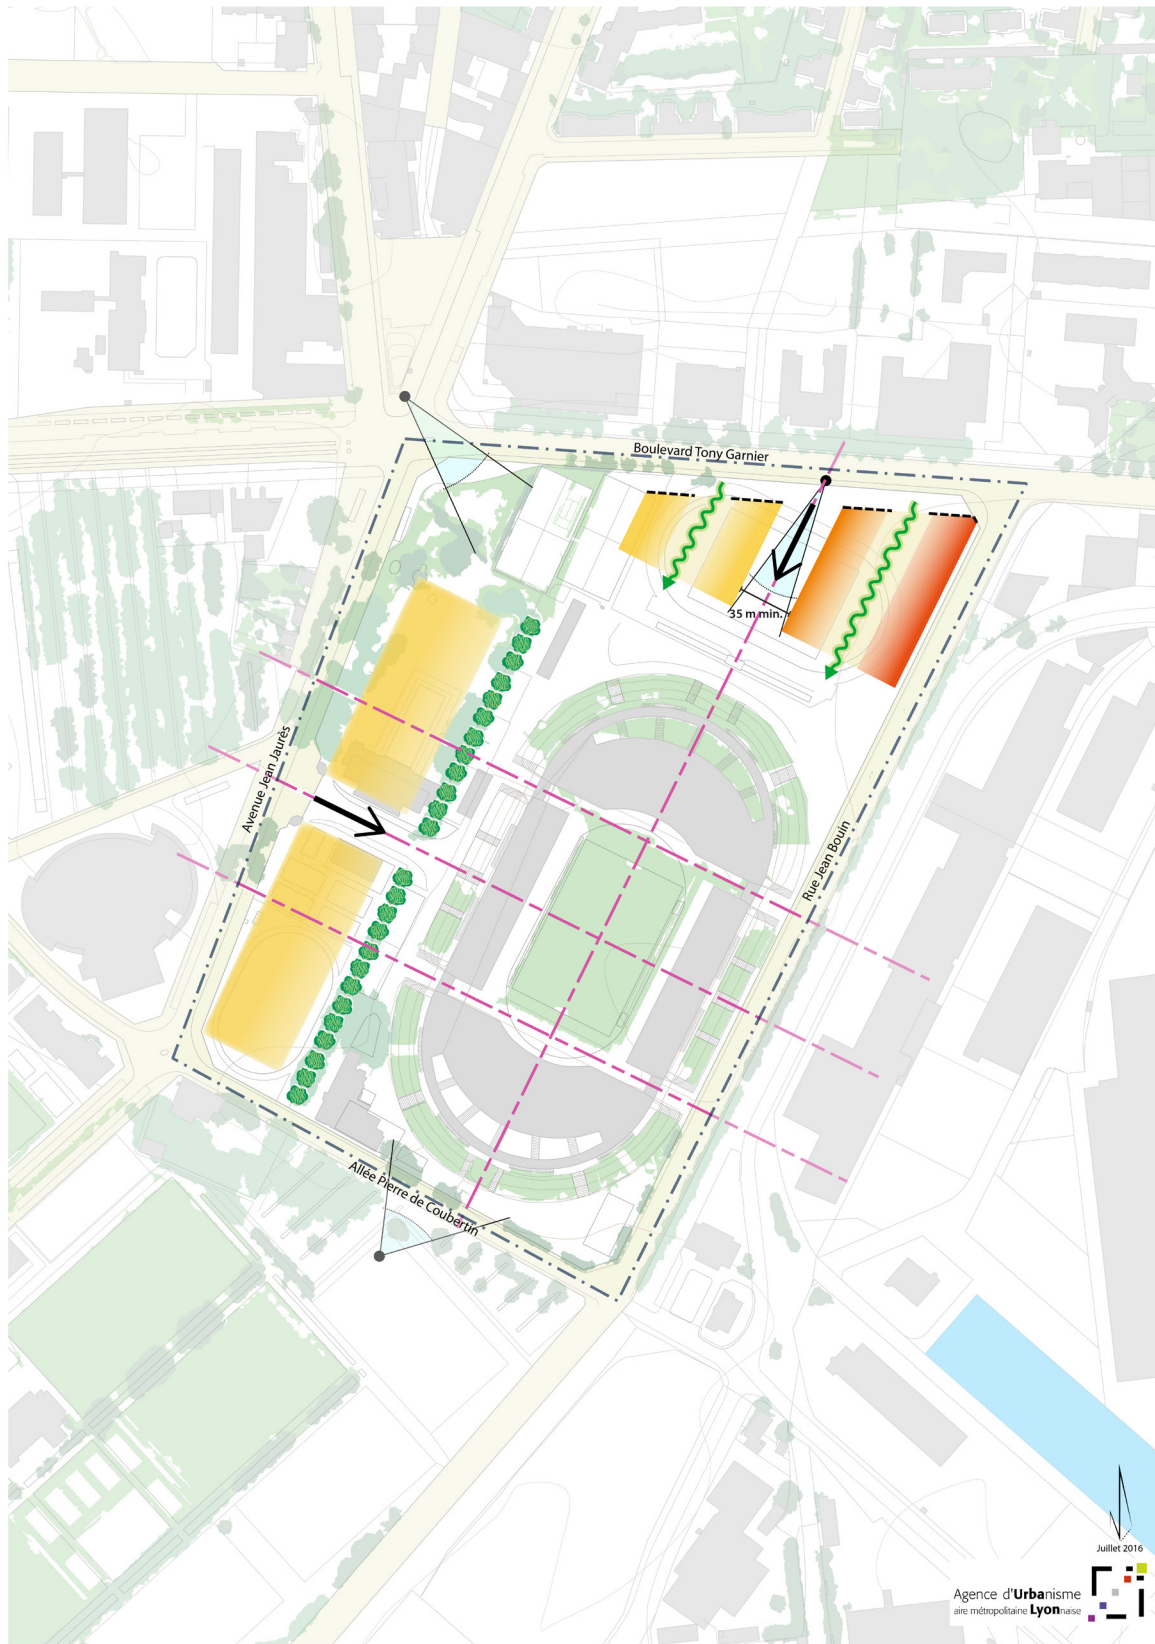 Boulevard Tony Garnier
35 m min.
Avenue Jean Jaurès
Rue Jean Bouin
Allée Pierre de Coubertin
Juillet 2016
Agence d'Urbanisme
aire métropolitaine Lyonnaise